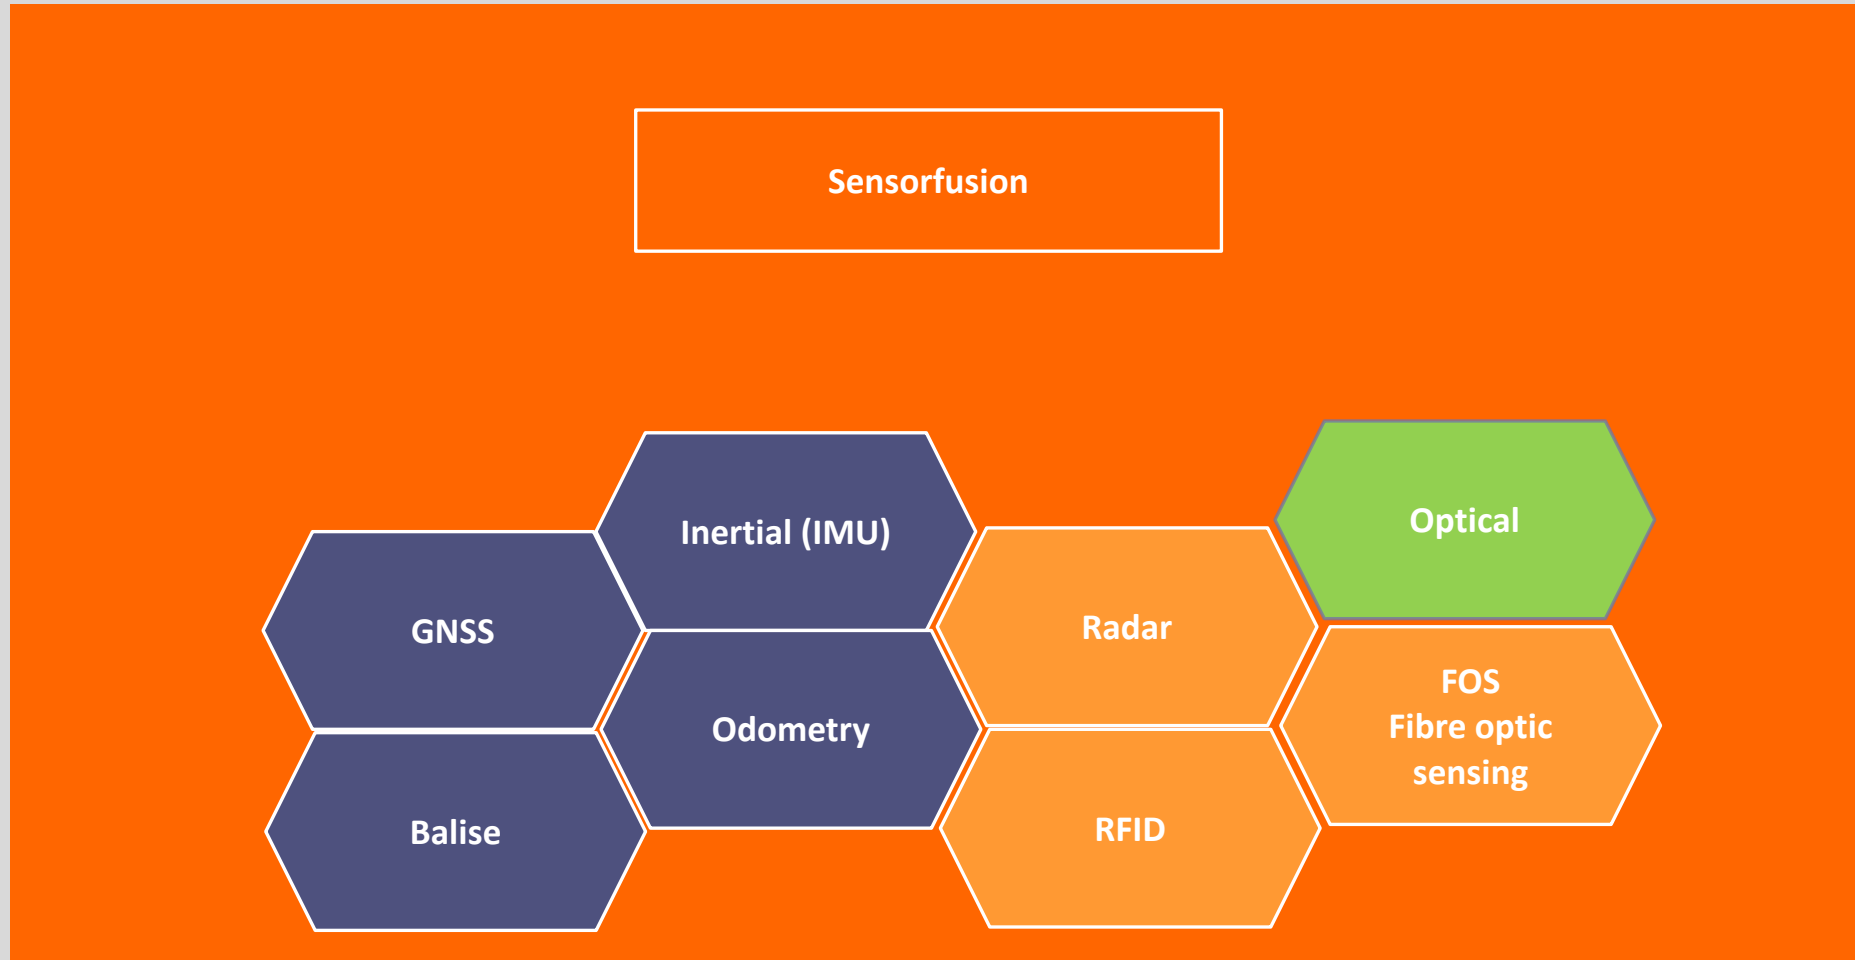 Sensorfusion
Inertial (IMU)
Optical
GNSS
Radar
Odometry
FOS
Fibre optic
sensing
Balise
RFID